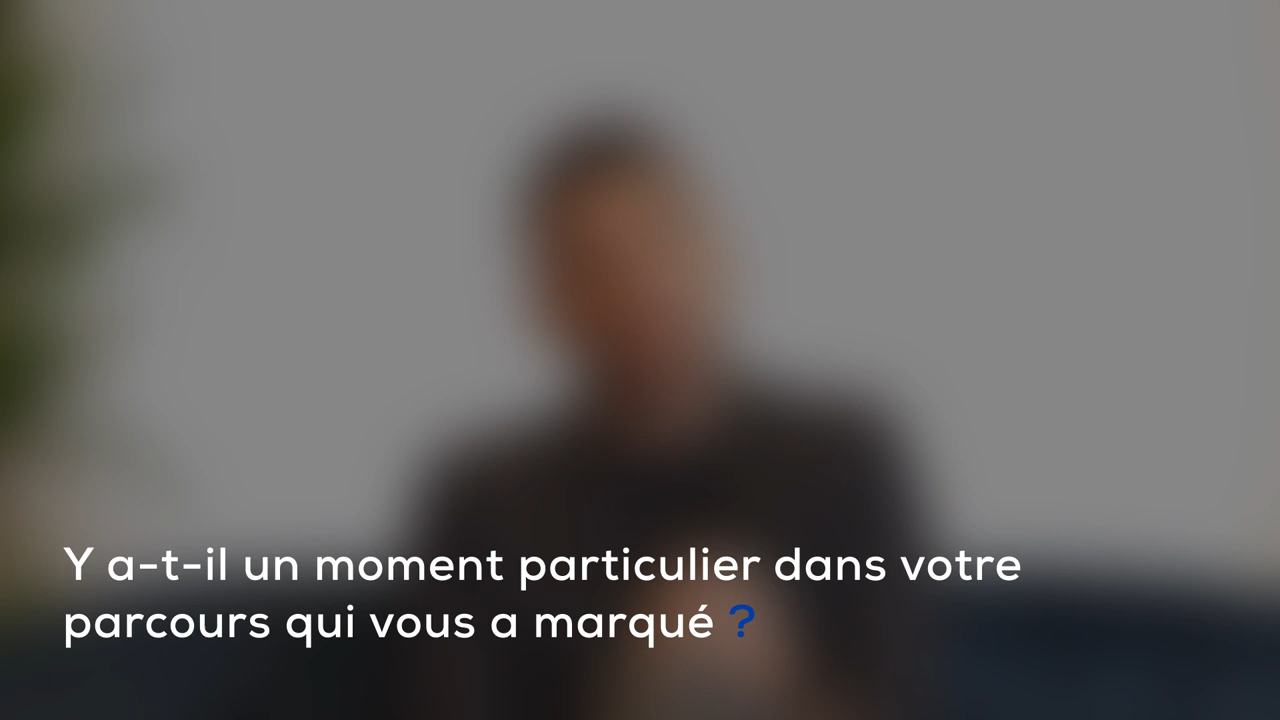 Y a-t-il un moment particulier dans votre
parcours qui vous a marqué ?